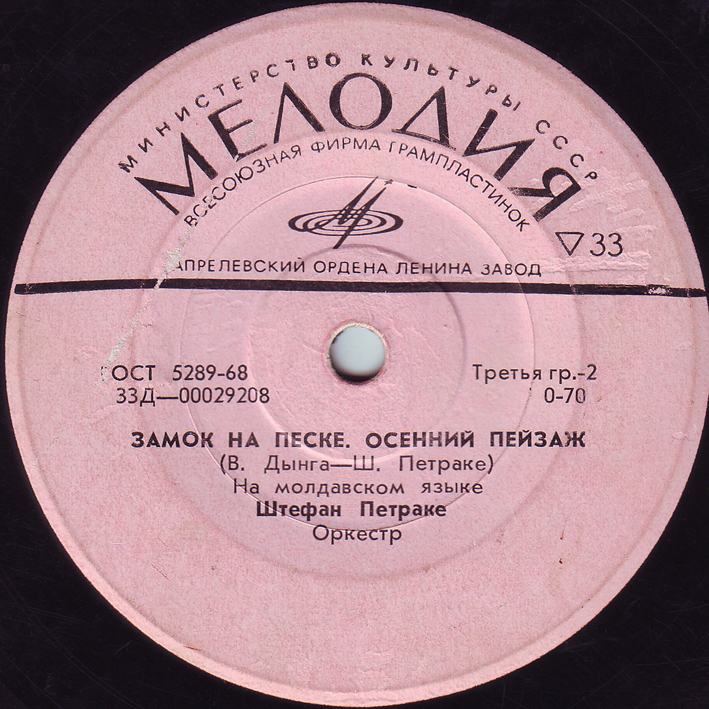 МИНИСТЕРСТВО КУЛЬТУРЫ СССР
МЕЛОДИЯ
ВСЕСОЮЗНАЯ ФИРМА ГРАМПЛАСТИНОК
▽33
АПРЕЛЕВСКИЙ ОРДЕНА ЛЕНИНА ЗАВОД
ГОСТ 5289-68
Третья гр.-2
33Д—00029208
0-70
ЗАМОК НА ПЕСКЕ. ОСЕННИЙ ПЕЙЗАЖ
(В. Дынга—Ш. Петраке)
На молдавском языке
Штефан Петраке
Оркестр